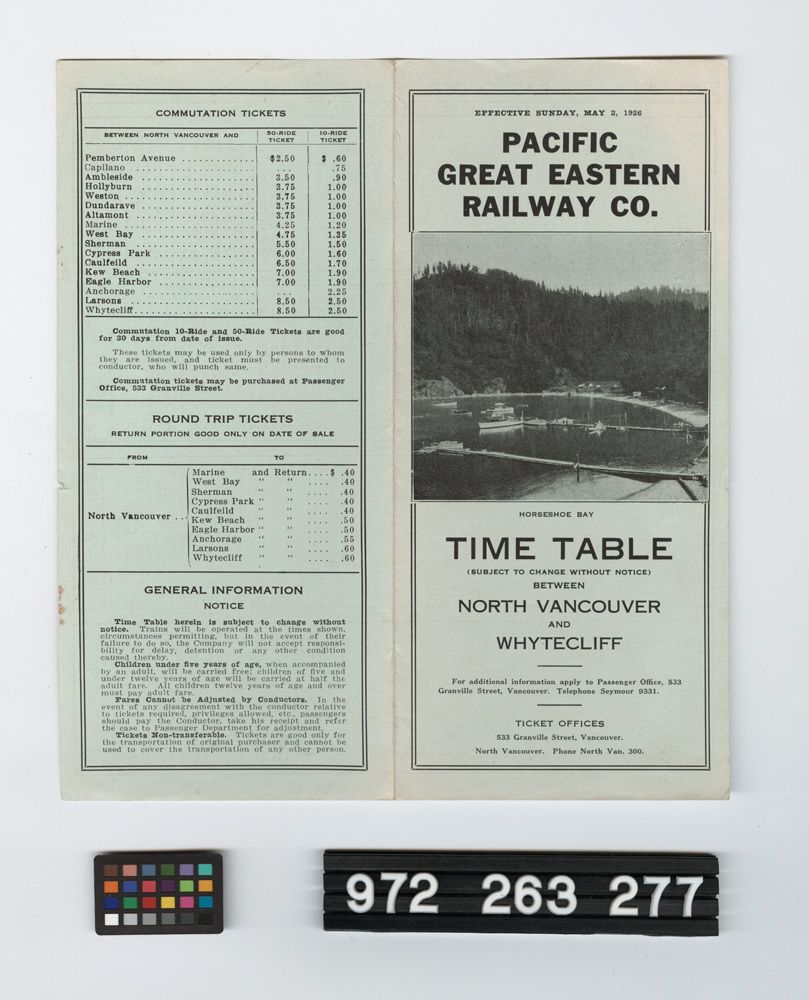 COMMUTATION TICKETS
BETWEEN NORTH VANCOUVER AND 50-RIDE TICKET 10-RIDE TICKET
Pemberton Avenue ............ $2.50 $ .60
Capilano .................. ... .75
Ambleside .................. 3.50 .90
Hollyburn .................. 3.75 1.00
Weston .................. 3.75 1.00
Dundarave .................. 3.75 1.00
Altamont .................. 3.75 1.00
Marine .................. 4.25 1.20
West Bay .................. 4.75 1.35
Sherman .................. 5.50 1.50
Cypress Park .................. 6.00 1.60
Caulfeild .................. 6.50 1.70
Kew Beach .................. 7.00 1.90
Eagle Harbor .................. 7.00 1.90
Anchorage .................. ... 2.25
Larsons .................. 8.50 2.50
Whytecliff.................. 8.50 2.50
Commutation 10-Ride and 50-Ride Tickets are good
for 30 days from date of issue.
These tickets may be used only by persons to whom
they are issued, and ticket must be presented to
conductor, who will punch same.
Commutation tickets may be purchased at Passenger
Office, 533 Granville Street.
ROUND TRIP TICKETS
RETURN PORTION GOOD ONLY ON DATE OF SALE
FROM TO
North Vancouver ..
Marine and Return....$ .40
West Bay " " .... .40
Sherman " " .... .40
Cypress Park " " .... .40
Caulfeild " " .... .40
Kew Beach " " .... .50
Eagle Harbor " " .... .50
Anchorage " " .... .55
Larsons " " .... .60
Whytecliff " " .... .60
GENERAL INFORMATION
NOTICE
Time Table herein is subject to change without
notice. Trains will be operated at the times shown,
circumstances permitting, but in the event of their
failure to do so, the Company will not accept responsi-
bility for delay, detention or any other condition
caused thereby.
Children under five years of age, when accompanied
by an adult, will be carried free; children of five and
under twelve years of age will be carried at half the
adult fare. All children twelve years of age and over
must pay adult fare.
Fares Cannot be Adjusted by Conductors. In the
event of any disagreement with the conductor relative
to tickets required, privileges allowed, etc., passengers
should pay the Conductor, take his receipt and refer
the case to Passenger Department for adjustment.
Tickets Non-transferable. Tickets are good only for
the transportation of original purchaser and cannot be
used to cover the transportation of any other person.
EFFECTIVE SUNDAY, MAY 2, 1926
PACIFIC
GREAT EASTERN
RAILWAY CO.
HORSESHOE BAY
TIME TABLE
(SUBJECT TO CHANGE WITHOUT NOTICE)
BETWEEN
NORTH VANCOUVER
AND
WHYTECLIFF
For additional information apply to Passenger Office, 533
Granville Street, Vancouver. Telephone Seymour 9331.
TICKET OFFICES
533 Granville Street, Vancouver.
North Vancouver. Phone North Van. 300.
972 263 277